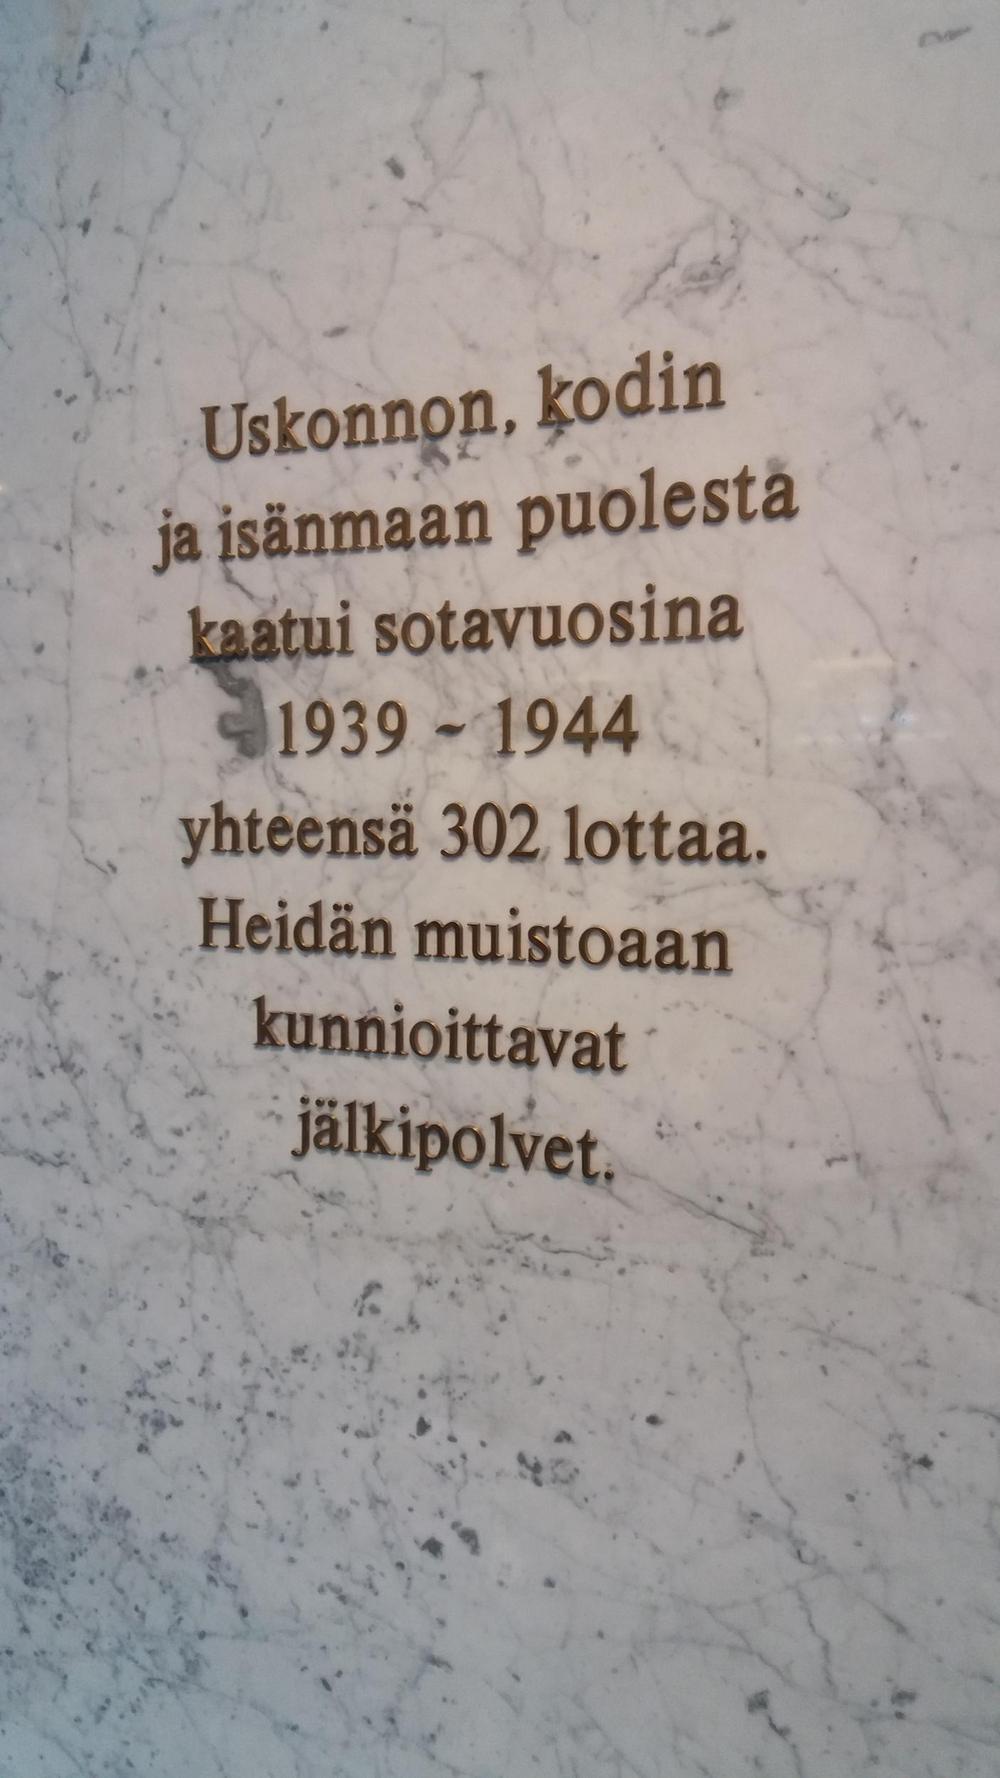 Uskonnon, kodin
ja isänmaan puolesta
kaatui sotavuosina
1939 ~ 1944
yhteensä 302 lottaa.
Heidän muistoaan
kunnioittavat
jälkipolvet.